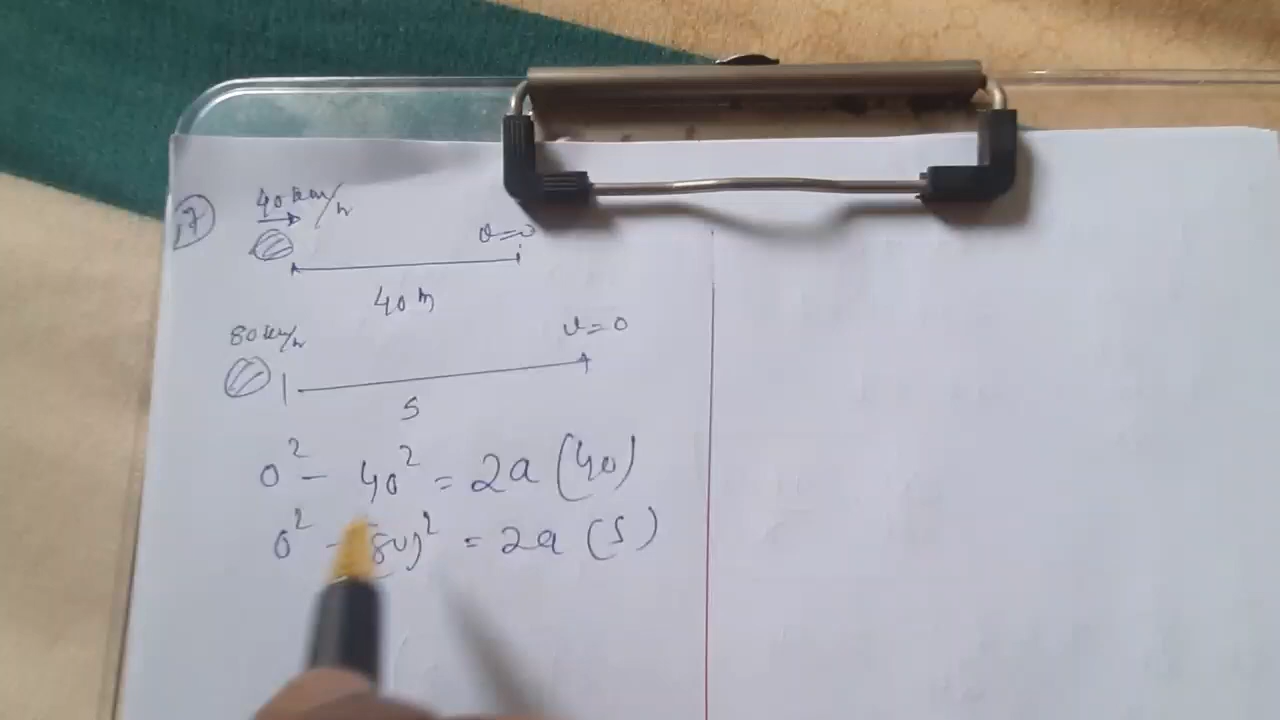 17
40 km/h
v=0
40 m
80 km/h
v=0
S
0² - 40² = 2a (40)
0² - (80)² = 2a (S)